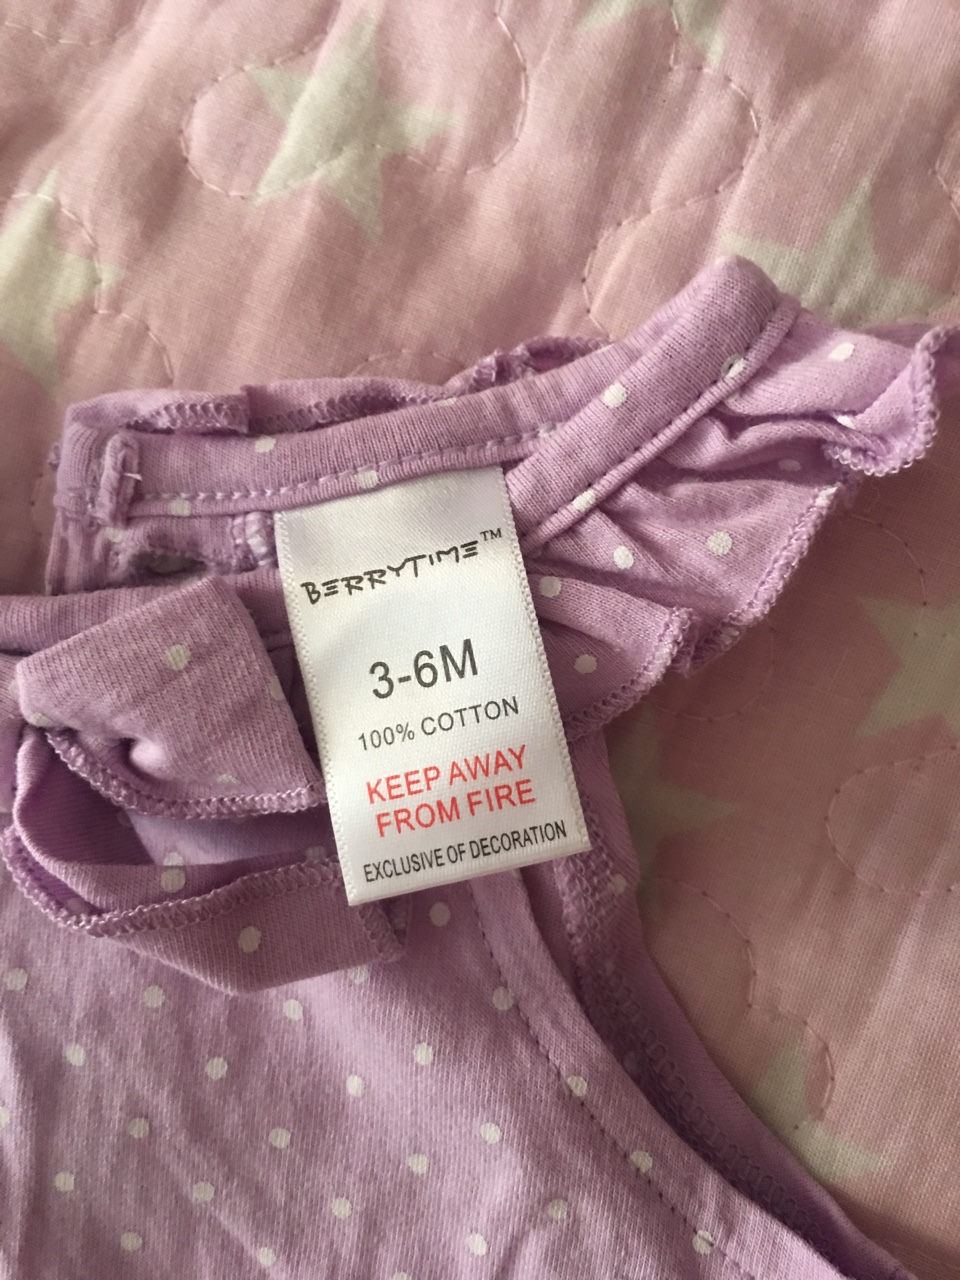 BERRYTIME™
3-6M
100% COTTON
KEEP AWAY
FROM FIRE
EXCLUSIVE OF DECORATION